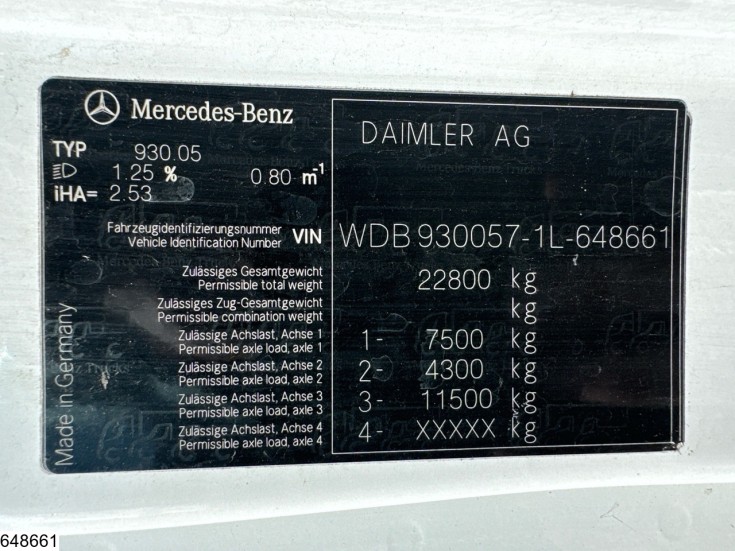 Mercedes-Benz
DAIMLER AG
TYP 930.05
1.25 % 0.80 m-1
iHA= 2.53
Fahrzeugidentifizierungsnummer
Vehicle Identification Number VIN WDB 930057-1L-648661
Zulässiges Gesamtgewicht
Permissible total weight 22800 kg
Zulässiges Zug-Gesamtgewicht
Permissible combination weight kg
Zulässige Achslast, Achse 1
Permissible axle load, axle 1 1- 7500 kg
Zulässige Achslast, Achse 2
Permissible axle load, axle 2 2- 4300 kg
Zulässige Achslast, Achse 3
Permissible axle load, axle 3 3- 11500 kg
Zulässige Achslast, Achse 4
Permissible axle load, axle 4 4- XXXXX kg
Made in Germany
648661